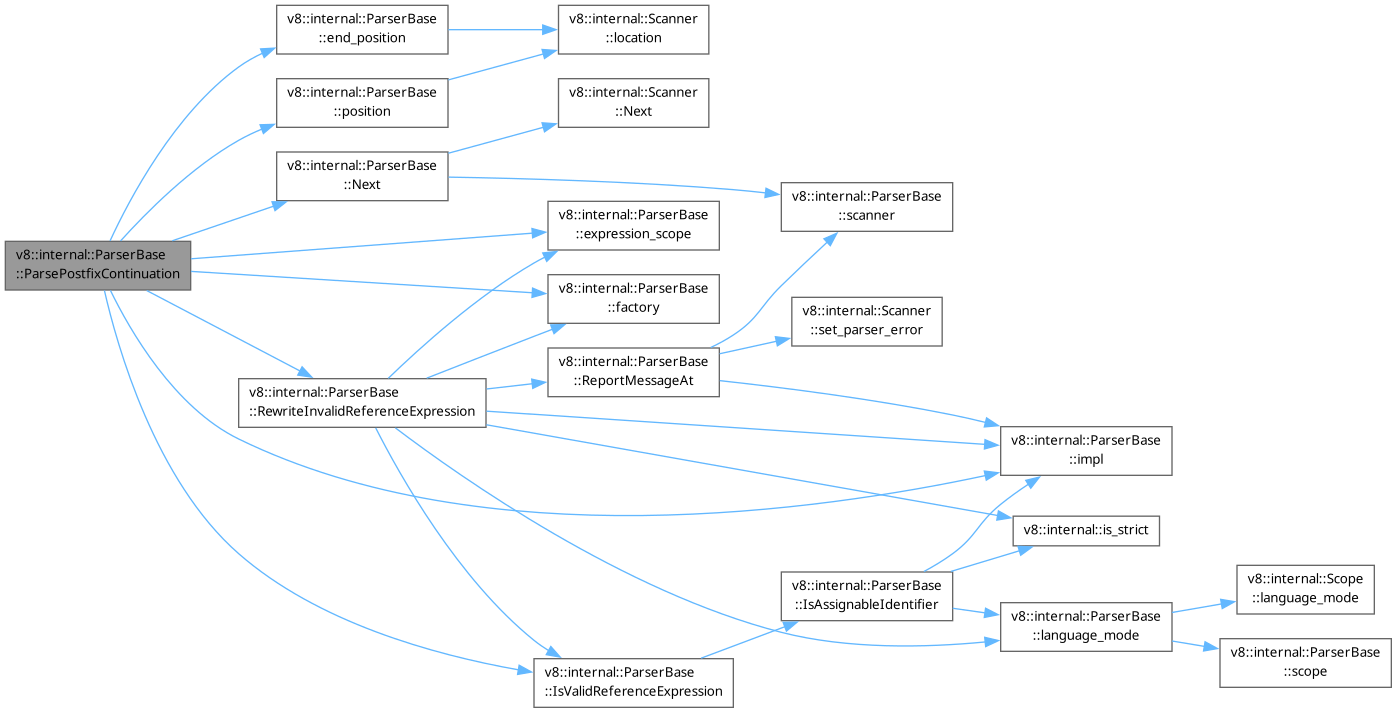 v8::internal::ParserBase
::end_position
v8::internal::Scanner
::location
v8::internal::ParserBase
::position
v8::internal::Scanner
::Next
v8::internal::ParserBase
::Next
v8::internal::ParserBase
::scanner
v8::internal::ParserBase
::expression_scope
v8::internal::ParserBase
::ParsePostfixContinuation
v8::internal::ParserBase
::factory
v8::internal::Scanner
::set_parser_error
v8::internal::ParserBase
::ReportMessageAt
v8::internal::ParserBase
::RewriteInvalidReferenceExpression
v8::internal::ParserBase
::impl
v8::internal::is_strict
v8::internal::ParserBase
::IsAssignableIdentifier
v8::internal::Scope
::language_mode
v8::internal::ParserBase
::language_mode
v8::internal::ParserBase
::scope
v8::internal::ParserBase
::IsValidReferenceExpression